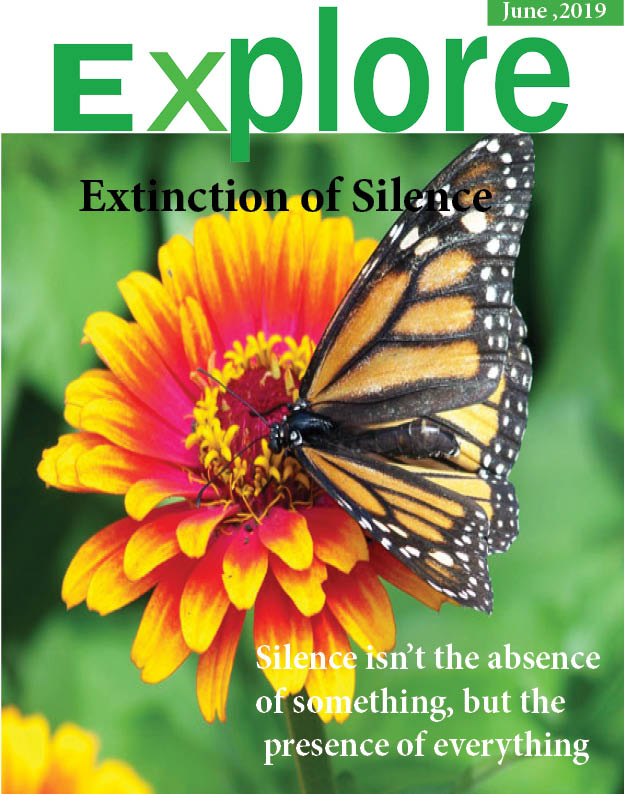 June ,2019
Explore
Extinction of Silence
Silence isn’t the absence
of something, but the
presence of everything